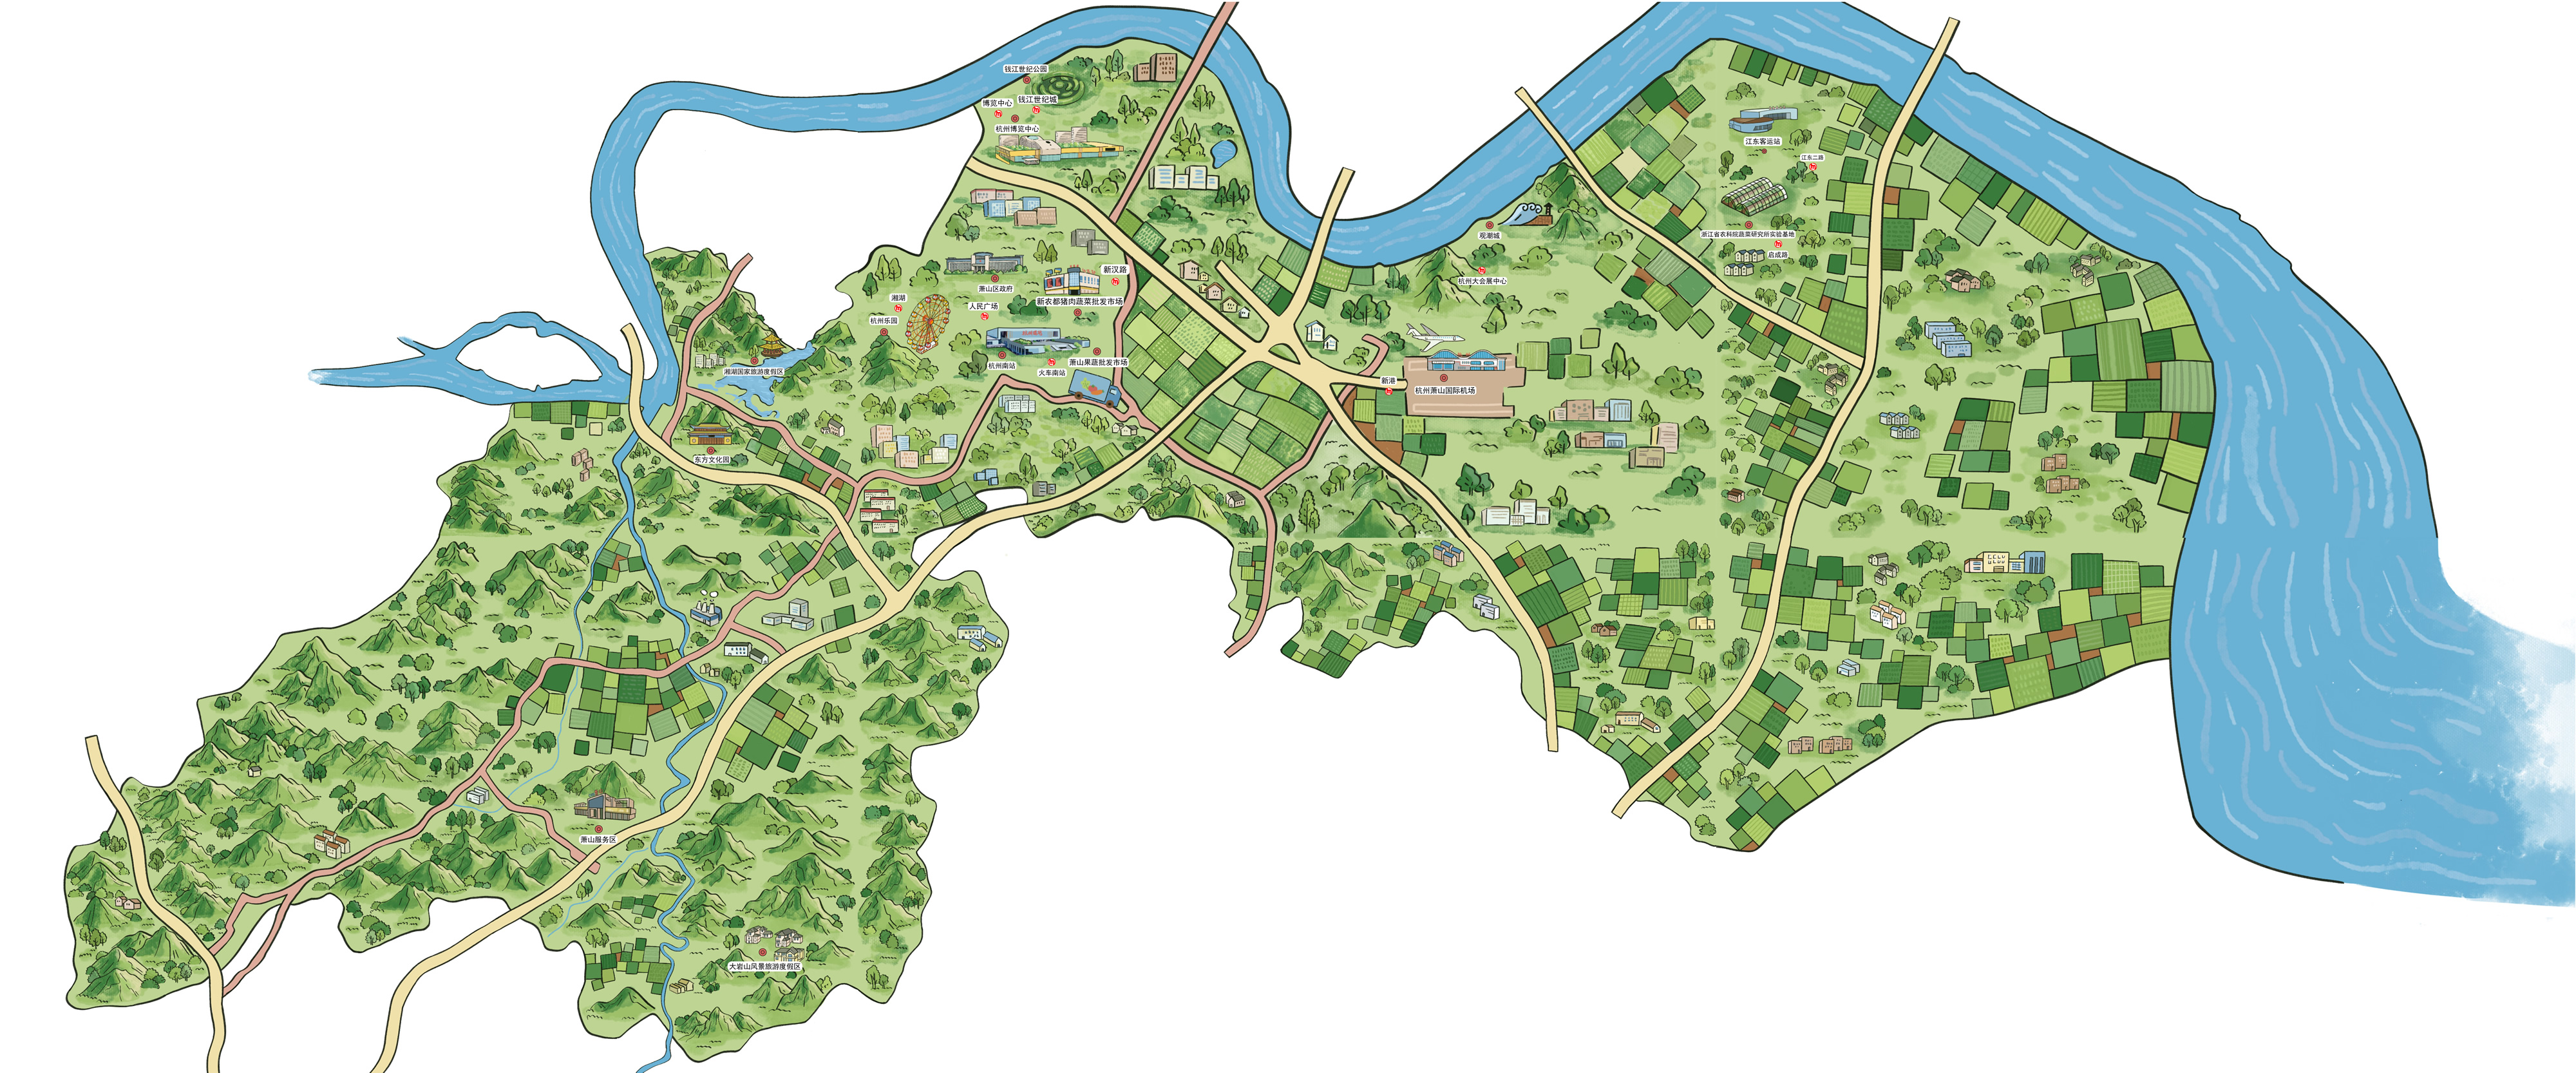 钱江世纪公园
博览中心
钱江世纪城
杭州博览中心
江东客运站
江东二路
浙江省农科院蔬菜研究所实验基地
观潮城
启成路
新汉路
杭州大会展中心
萧山区政府
湘湖
人民广场
新农都猪肉蔬菜批发市场
杭州乐园
杭州南站
火车南站
萧山果蔬批发市场
湘湖国家旅游度假区
新港
杭州萧山国际机场
东方文化园
萧山服务区
大岩山风景旅游度假区